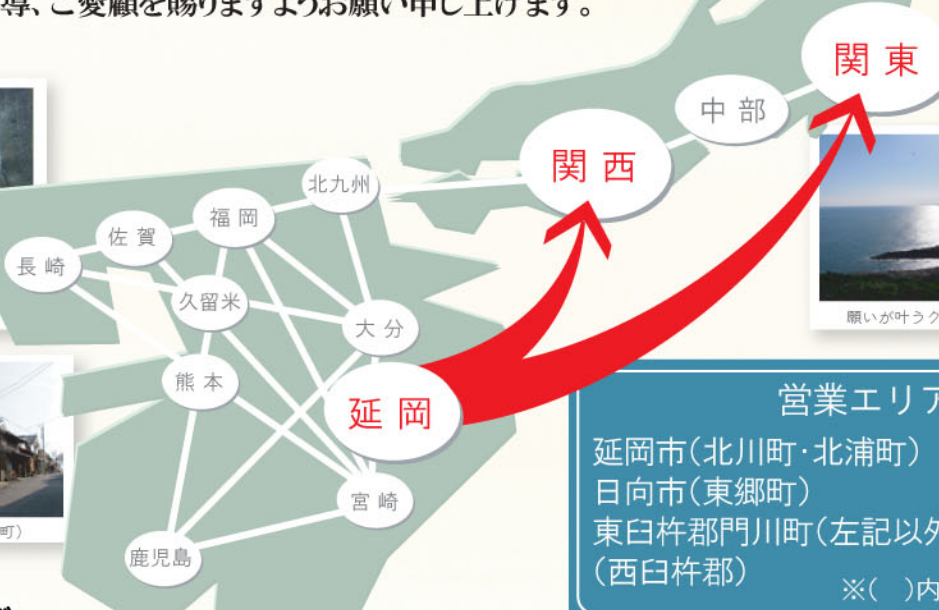 導、ご愛顧を賜りますようお願い申し上げます。
関東
中部
関西
北九州
福岡
佐賀
長崎
久留米
大分
熊本
延岡
宮崎
鹿児島
願いが叶うク
町)
営業エリア
延岡市(北川町・北浦町)
日向市(東郷町)
東臼杵郡門川町(左記以外
(西臼杵郡)
※( )内